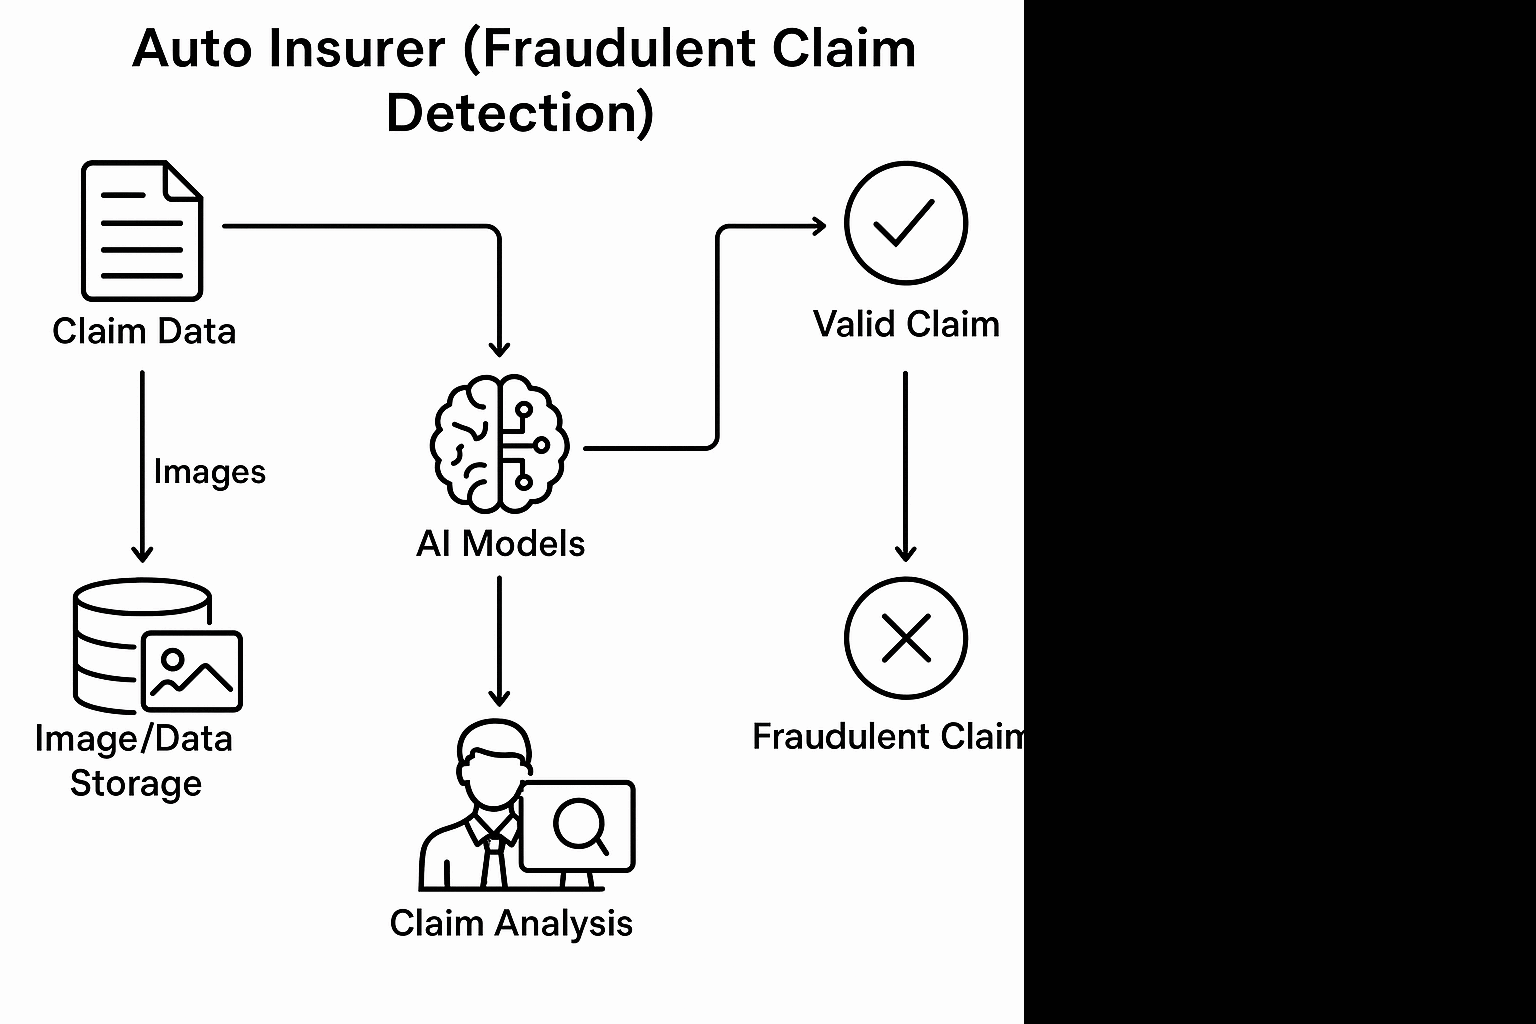 Auto Insurer (Fraudulent Claim
Detection)
Claim Data
Valid Claim
Images
AI Models
Image/Data
Storage
Fraudulent Claim
Claim Analysis